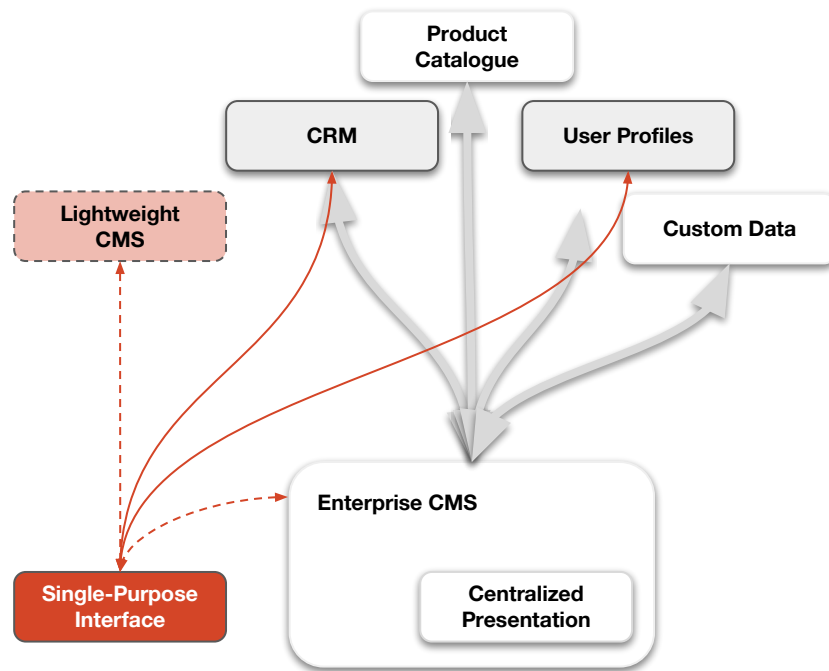 Product
Catalogue
CRM
User Profiles
Lightweight
CMS
Custom Data
Enterprise CMS
Single-Purpose
Interface
Centralized
Presentation